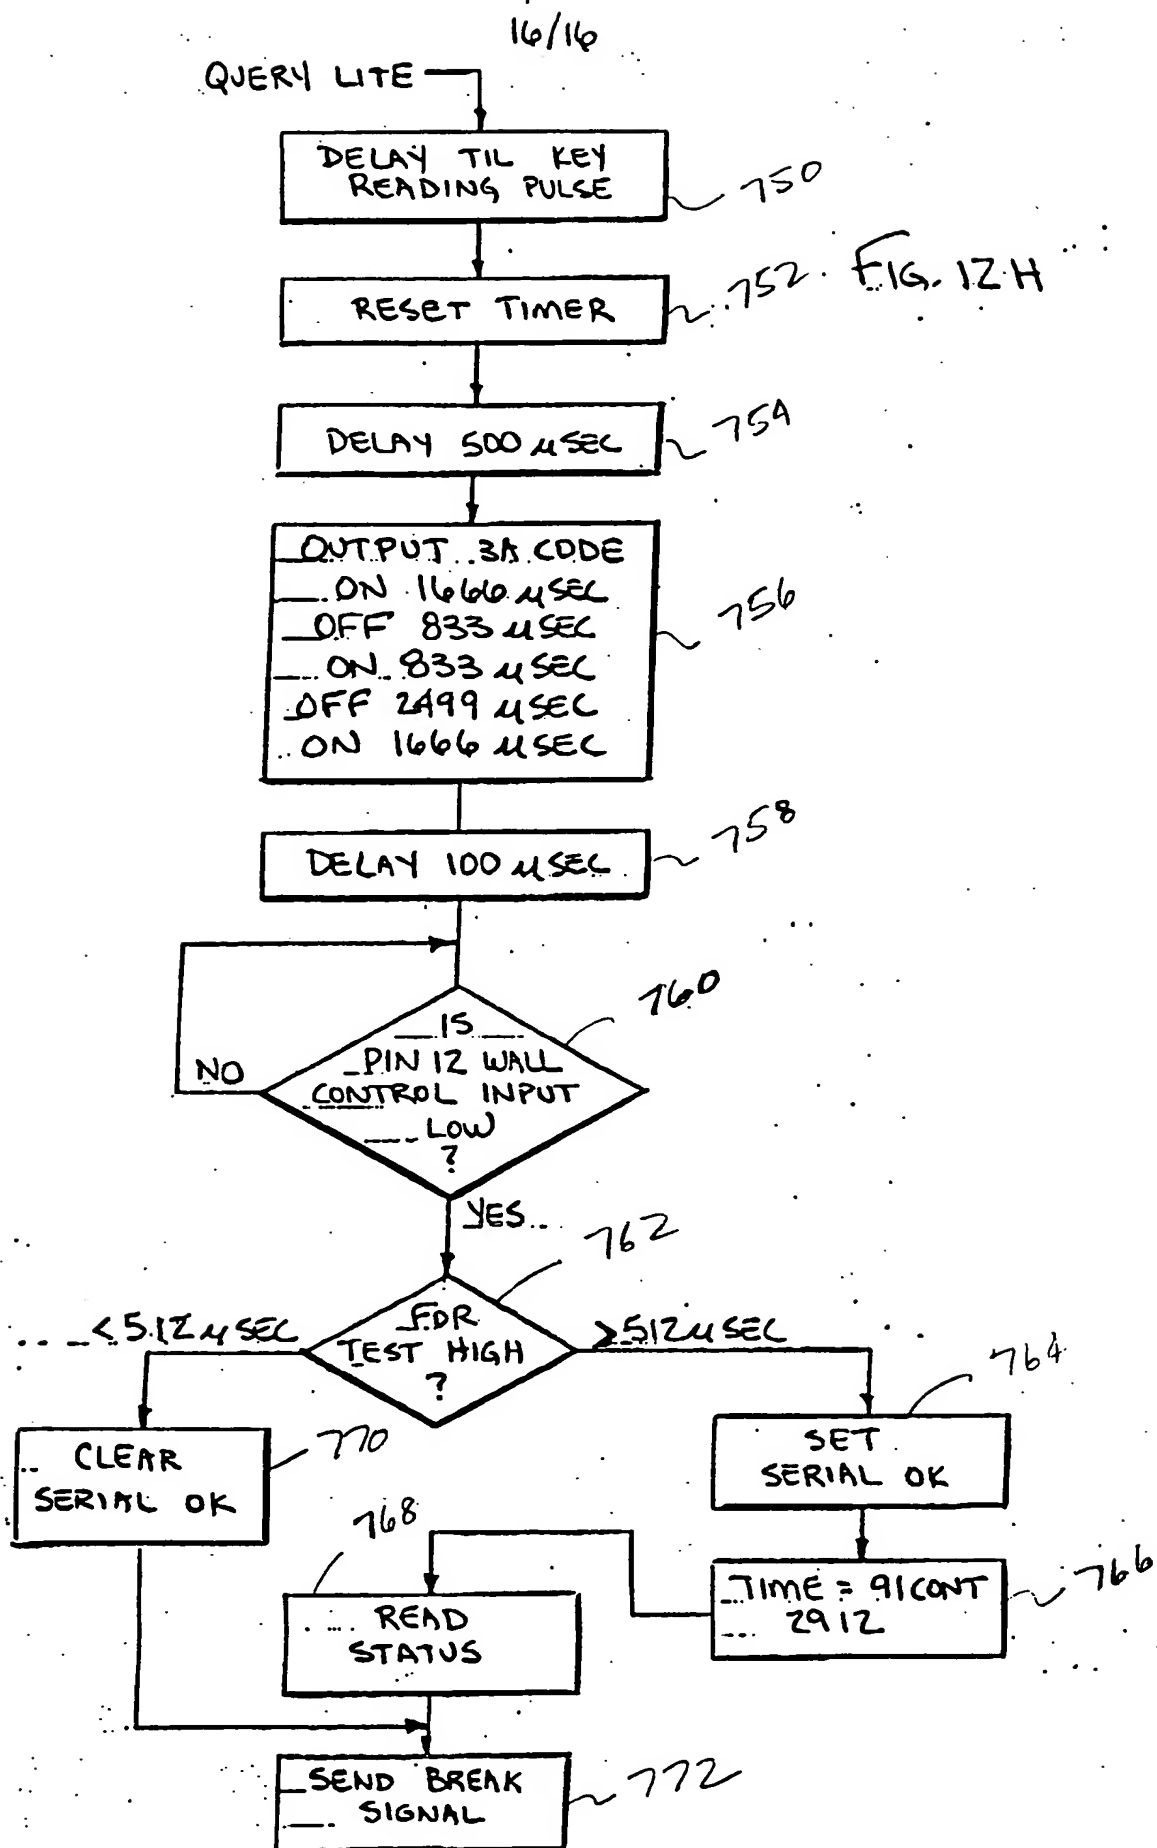 16/16
QUERY LITE
DELAY TIL KEY
READING PULSE
750
RESET TIMER
752
FIG. 12H
DELAY 500 µSEC
754
OUTPUT 3A CODE
ON 1666 µSEC
OFF 833 µSEC
ON 833 µSEC
OFF 2499 µSEC
ON 1666 µSEC
756
DELAY 100 µSEC
758
IS
PIN 12 WALL
CONTROL INPUT
LOW
?
760
NO
YES
762
FOR
TEST HIGH
?
<512 µSEC
>512 µSEC
764
CLEAR
SERIAL OK
770
SET
SERIAL OK
768
READ
STATUS
TIME = 91CONT
2912
766
SEND BREAK
SIGNAL
772